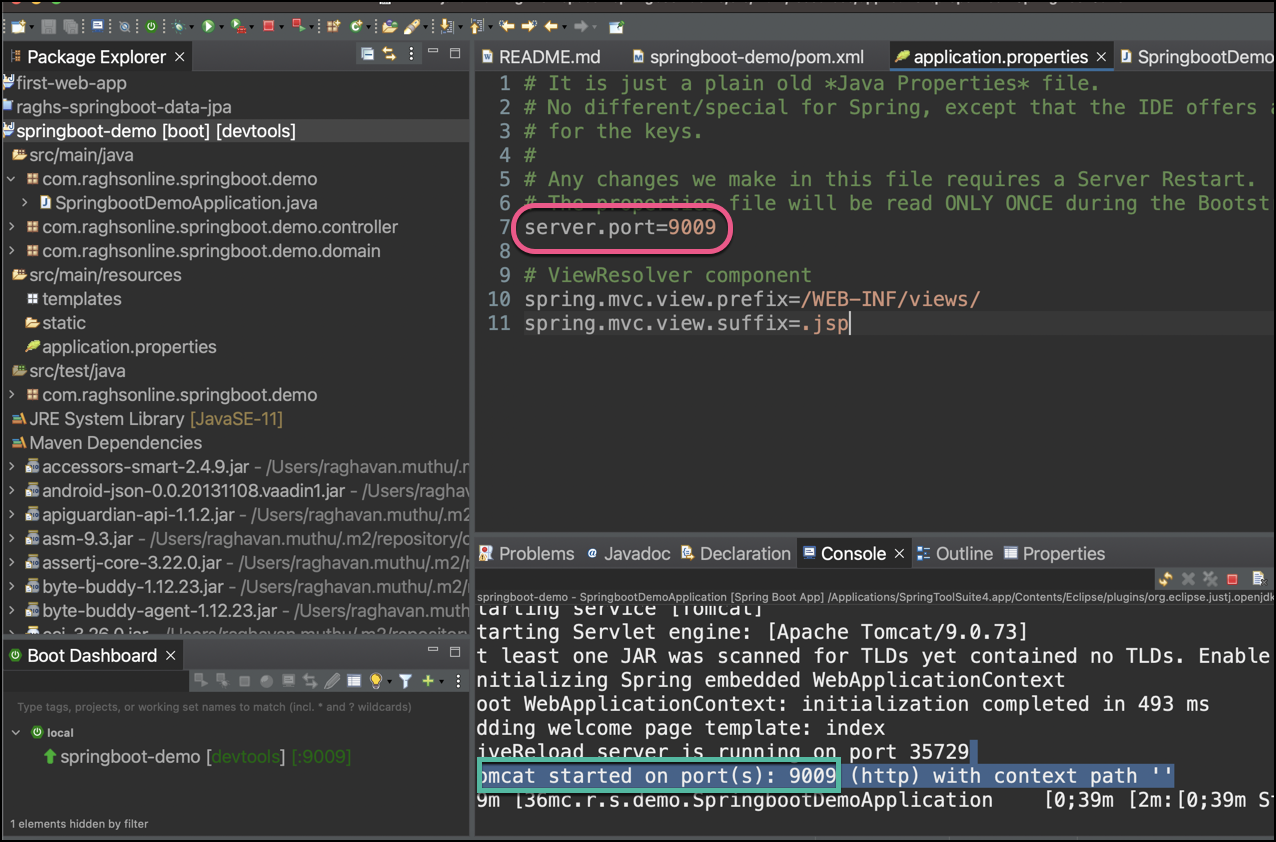 Package Explorer
first-web-app
raghs-springboot-data-jpa
springboot-demo [boot] [devtools]
src/main/java
com.raghsonline.springboot.demo
SpringbootDemoApplication.java
com.raghsonline.springboot.demo.controller
com.raghsonline.springboot.demo.domain
src/main/resources
templates
static
application.properties
src/test/java
com.raghsonline.springboot.demo
JRE System Library [JavaSE-11]
Maven Dependencies
accessors-smart-2.4.9.jar - /Users/raghavan.muthu/.m
android-json-0.0.20131108.vaadin1.jar - /Users/raghav
apiguardian-api-1.1.2.jar - /Users/raghavan.muthu/.m2
asm-9.3.jar - /Users/raghavan.muthu/.m2/repository/o
assertj-core-3.22.0.jar - /Users/raghavan.muthu/.m2/
byte-buddy-1.12.23.jar - /Users/raghavan.muthu/.m2/
byte-buddy-agent-1.12.23.jar - /Users/raghavan.muthu
Boot Dashboard
Type tags, projects, or working set names to match (incl. * and ? wildcards)
local
springboot-demo [devtools] [:9009]
1 elements hidden by filter
README.md springboot-demo/pom.xml application.properties SpringbootDemo
1 # It is just a plain old *Java Properties* file.
2 # No different/special for Spring, except that the IDE offers a
3 # for the keys.
4 #
5 # Any changes we make in this file requires a Server Restart.
6 # The properties file will be read ONLY ONCE during the Bootst
7 server.port=9009
8
9 # ViewResolver component
10 spring.mvc.view.prefix=/WEB-INF/views/
11 spring.mvc.view.suffix=.jsp
Problems Javadoc Declaration Console Outline Properties
springboot-demo - SpringbootDemoApplication [Spring Boot App] /Applications/SpringToolSuite4.app/Contents/Eclipse/plugins/org.eclipse.justj.openjdk
tarting service [Tomcat]
tarting Servlet engine: [Apache Tomcat/9.0.73]
t least one JAR was scanned for TLDs yet contained no TLDs. Enable
nitializing Spring embedded WebApplicationContext
oot WebApplicationContext: initialization completed in 493 ms
dding welcome page template: index
iveReload server is running on port 35729
omcat started on port(s): 9009 (http) with context path ''
9m [36mc.r.s.demo.SpringbootDemoApplication [0;39m [2m:[0;39m St